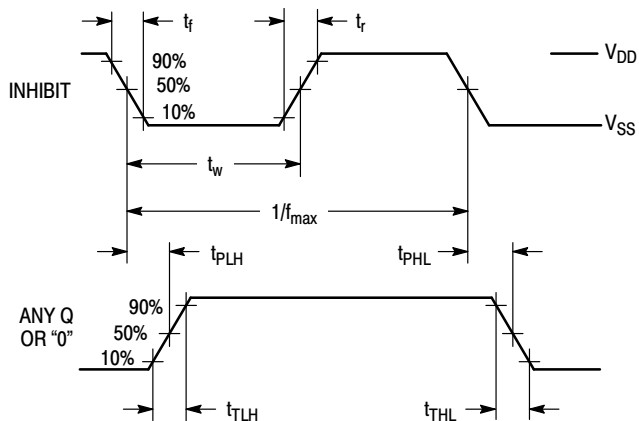 t_f
t_r
90%
V_DD
INHIBIT
50%
10%
V_SS
t_w
1/f_max
t_PLH
t_PHL
ANY Q
OR “0”
90%
50%
10%
t_TLH
t_THL